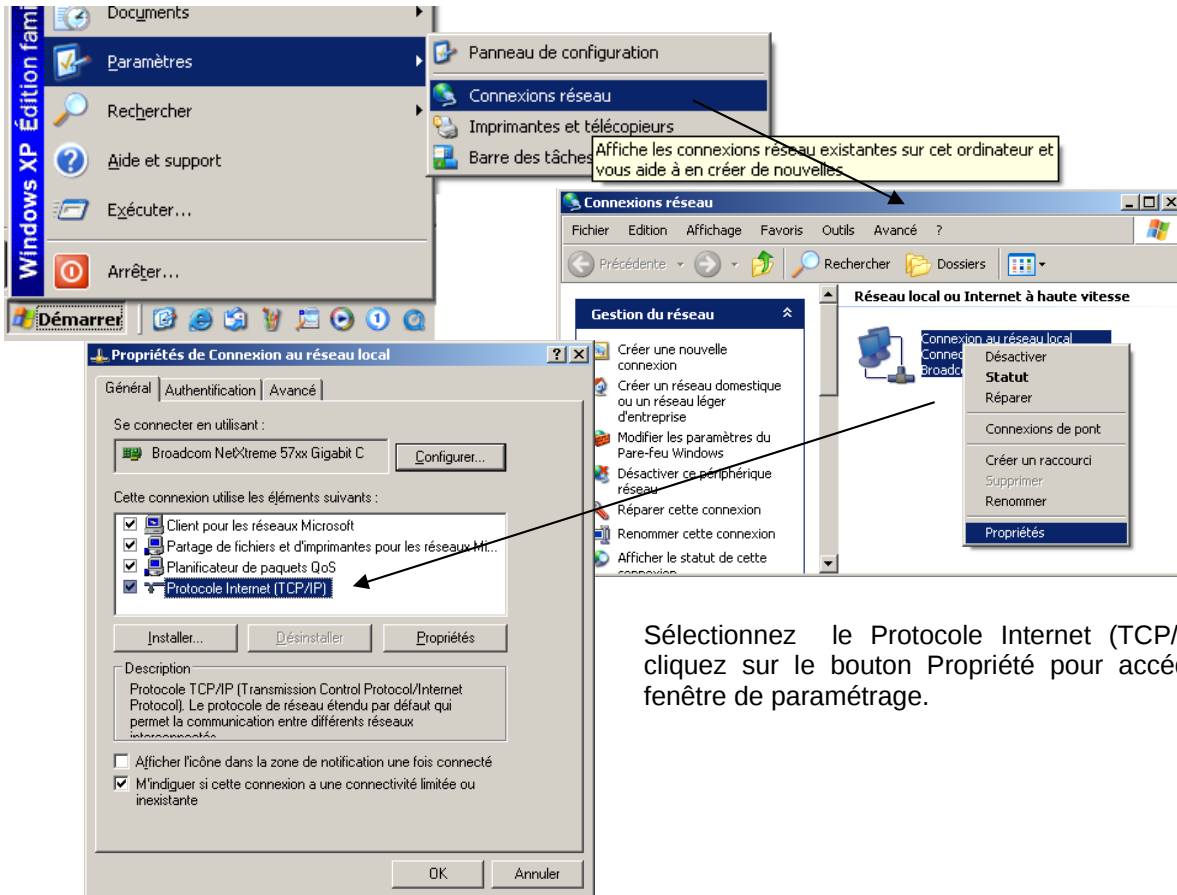 Windows XP Édition fami
Documents
Paramètres
Rechercher
Aide et support
Exécuter...
Arrêter...
Démarrer
Panneau de configuration
Connexions réseau
Imprimantes et télécopieurs
Barre des tâches
Affiche les connexions réseau existantes sur cet ordinateur et
vous aide à en créer de nouvelles
Connexions réseau
Fichier Edition Affichage Favoris Outils Avancé ?
Précédente Rechercher Dossiers
Gestion du réseau
Créer une nouvelle
connexion
Créer un réseau domestique
ou un réseau léger
d'entreprise
Modifier les paramètres du
Pare-feu Windows
Désactiver ce périphérique
réseau
Réparer cette connexion
Renommer cette connexion
Afficher le statut de cette
connexion
Réseau local ou Internet à haute vitesse
Connexion au réseau local
Connec
Broadco
Désactiver
Statut
Réparer
Connexions de pont
Créer un raccourci
Supprimer
Renommer
Propriétés
Propriétés de Connexion au réseau local
Général Authentification Avancé
Se connecter en utilisant :
Broadcom NetXtreme 57xx Gigabit C
Configurer...
Cette connexion utilise les éléments suivants :
Client pour les réseaux Microsoft
Partage de fichiers et d'imprimantes pour les réseaux Mi...
Planificateur de paquets QoS
Protocole Internet (TCP/IP)
Installer... Désinstaller Propriétés
Description
Protocole TCP/IP (Transmission Control Protocol/Internet
Protocol). Le protocole de réseau étendu par défaut qui
permet la communication entre différents réseaux
interconnectés
Afficher l'icône dans la zone de notification une fois connecté
M'indiquer si cette connexion a une connectivité limitée ou
inexistante
OK Annuler
Sélectionnez le Protocole Internet (TCP/
cliquez sur le bouton Propriété pour accé
fenêtre de paramétrage.